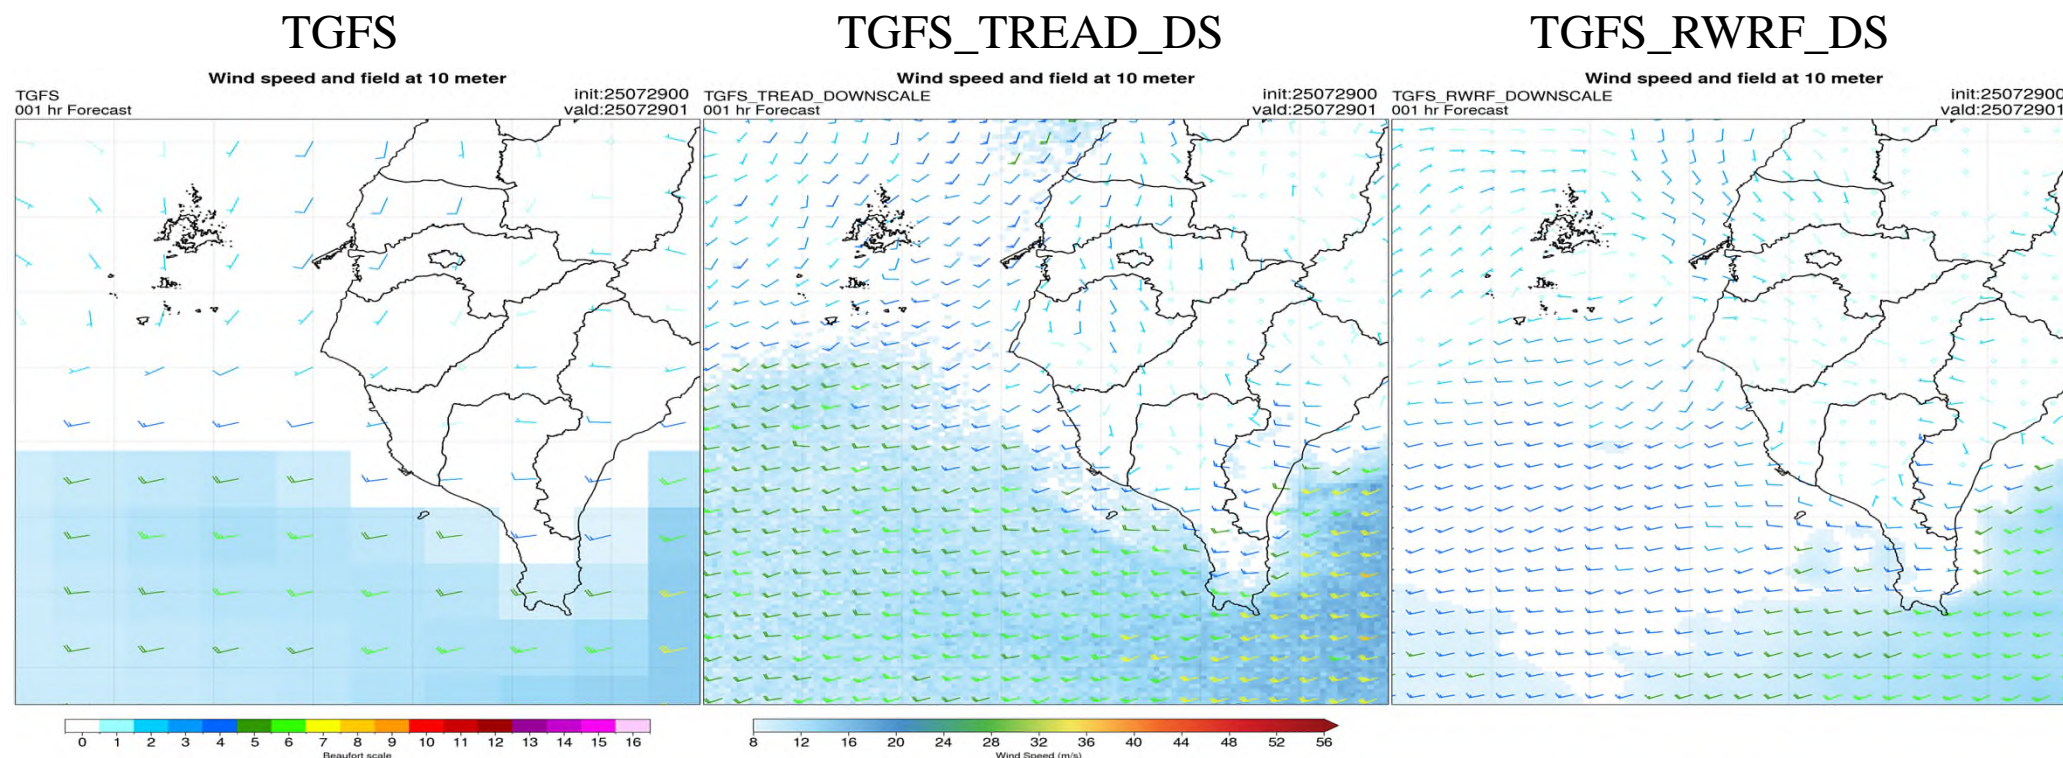 TGFS TGFS_TREAD_DS TGFS_RWRF_DS
Wind speed and field at 10 meter
TGFS
001 hr Forecast
init:25072900
vald:25072901
Wind speed and field at 10 meter
TGFS_TREAD_DOWNSCALE
001 hr Forecast
init:25072900
vald:25072901
Wind speed and field at 10 meter
TGFS_RWRF_DOWNSCALE
001 hr Forecast
init:25072900
vald:25072901
0 1 2 3 4 5 6 7 8 9 10 11 12 13 14 15 16
Beaufort scale
8 12 16 20 24 28 32 36 40 44 48 52 56
Wind Speed (m/s)